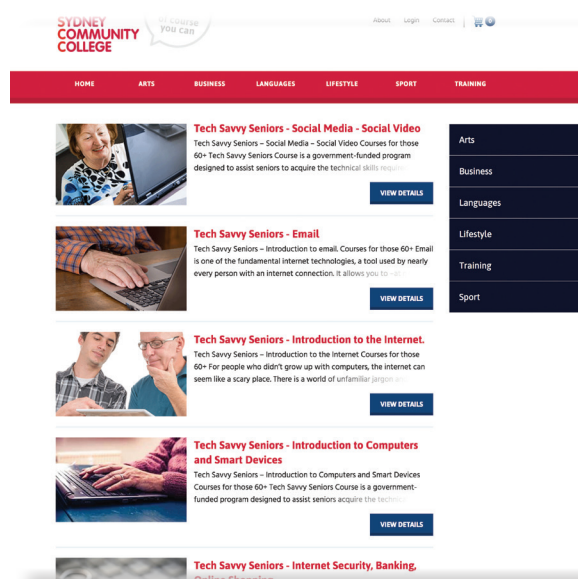 SYDNEY
COMMUNITY
COLLEGE
of course
you can
About Login Contact 0
HOME ARTS BUSINESS LANGUAGES LIFESTYLE SPORT TRAINING
Tech Savvy Seniors - Social Media - Social Video
Tech Savvy Seniors – Social Media – Social Video Courses for those
60+ Tech Savvy Seniors Course is a government-funded program
designed to assist seniors to acquire the technical skills
VIEW DETAILS
Tech Savvy Seniors - Email
Tech Savvy Seniors – Introduction to email. Courses for those 60+ Email
is one of the fundamental internet technologies, a tool used by nearly
every person with an internet connection. It allows you to
VIEW DETAILS
Tech Savvy Seniors - Introduction to the Internet.
Tech Savvy Seniors – Introduction to the Internet Courses for those
60+ For people who didn't grow up with computers, the internet can
seem like a scary place. There is a world of unfamiliar jargon
VIEW DETAILS
Tech Savvy Seniors - Introduction to Computers
and Smart Devices
Tech Savvy Seniors – Introduction to Computers and Smart Devices
Courses for those 60+ Tech Savvy Seniors Course is a government-
funded program designed to assist seniors acquire the
VIEW DETAILS
Tech Savvy Seniors - Internet Security, Banking,
Online Shopping
Arts
Business
Languages
Lifestyle
Training
Sport